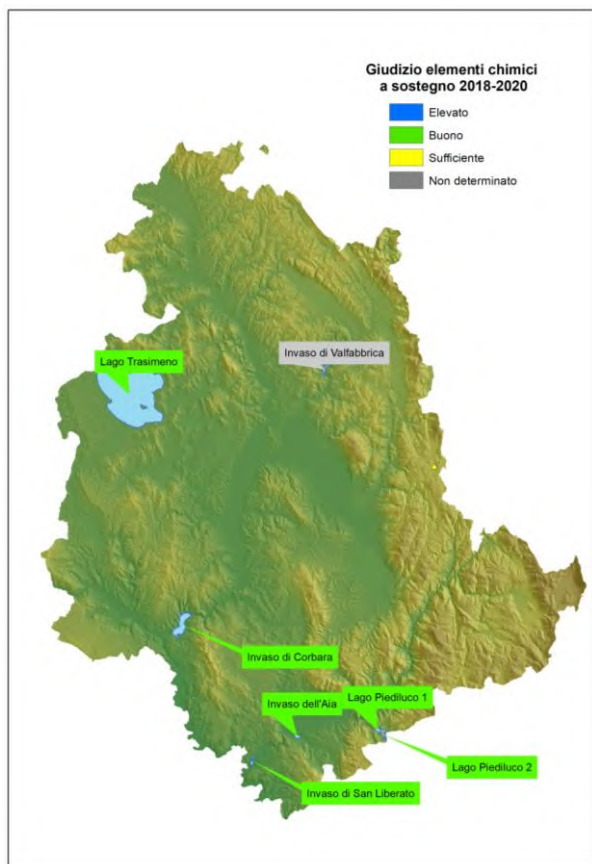 Giudizio elementi chimici
a sostegno 2018-2020
Elevato
Buono
Sufficiente
Non determinato
Lago Trasimeno
Invaso di Valfabbrica
Invaso di Corbara
Invaso dell'Aia
Lago Piediluco 1
Lago Piediluco 2
Invaso di San Liberato